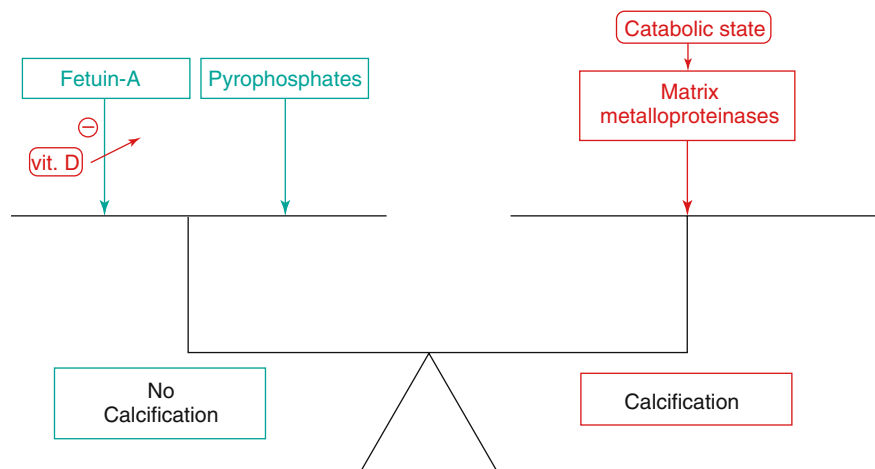 Catabolic state
Fetuin-A
Pyrophosphates
Matrix
metalloproteinases
−
vit. D
No
Calcification
Calcification